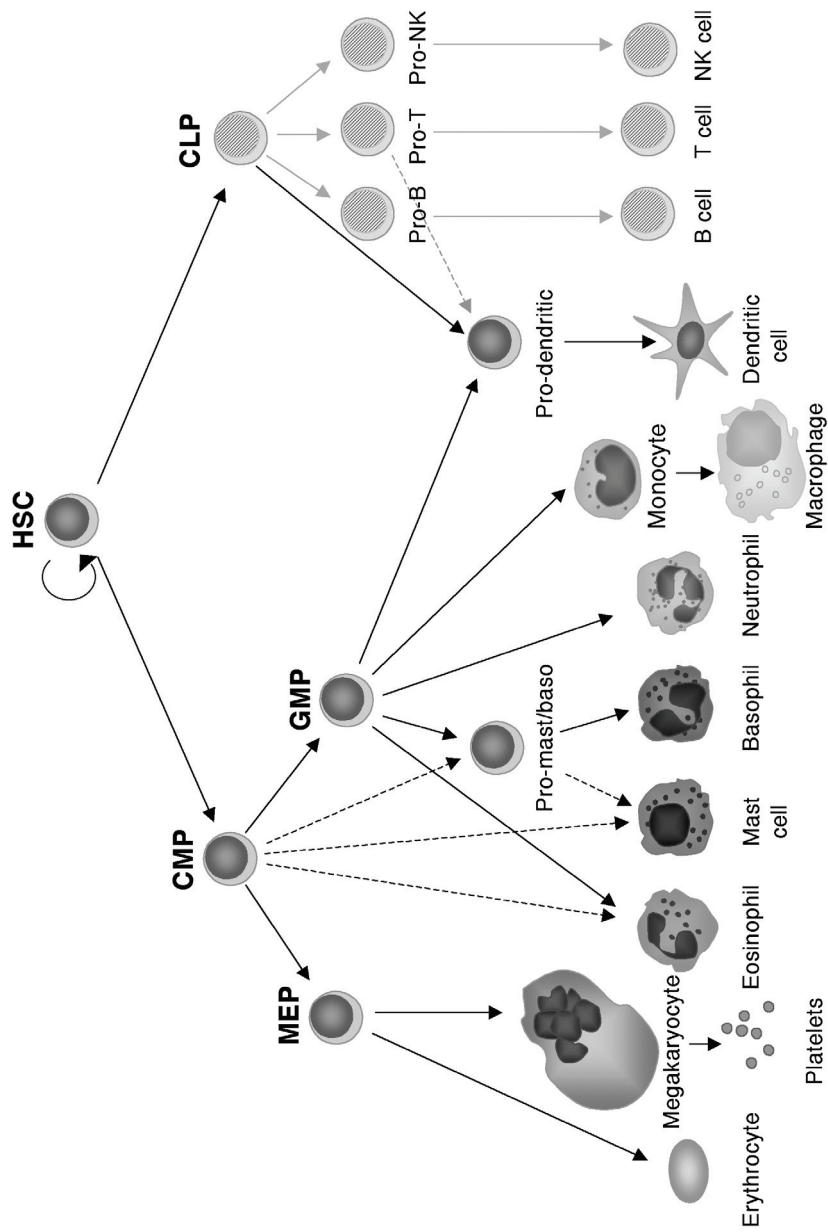 HSC
CLP
CMP
GMP
MEP
Pro-B
Pro-T
Pro-NK
Pro-mast/baso
Pro-dendritic
Erythrocyte
Megakaryocyte
Platelets
Eosinophil
Mast
cell
Basophil
Neutrophil
Monocyte
Macrophage
Dendritic
cell
B cell
T cell
NK cell